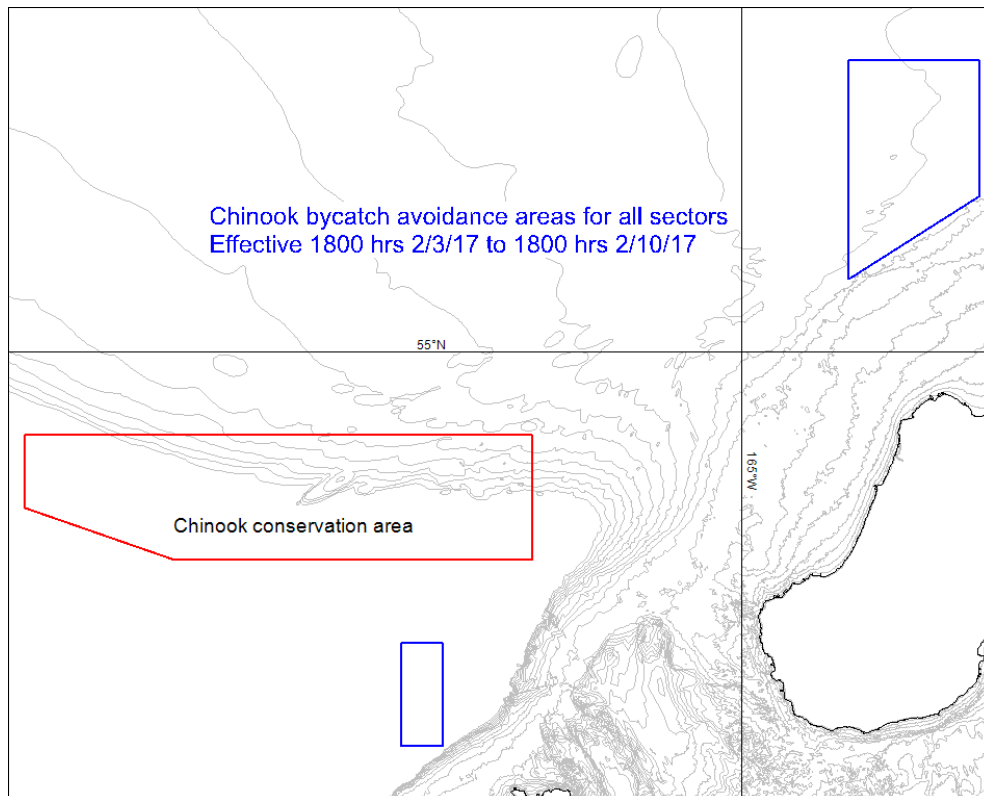 Chinook bycatch avoidance areas for all sectors
Effective 1800 hrs 2/3/17 to 1800 hrs 2/10/17
55°N
165°W
Chinook conservation area